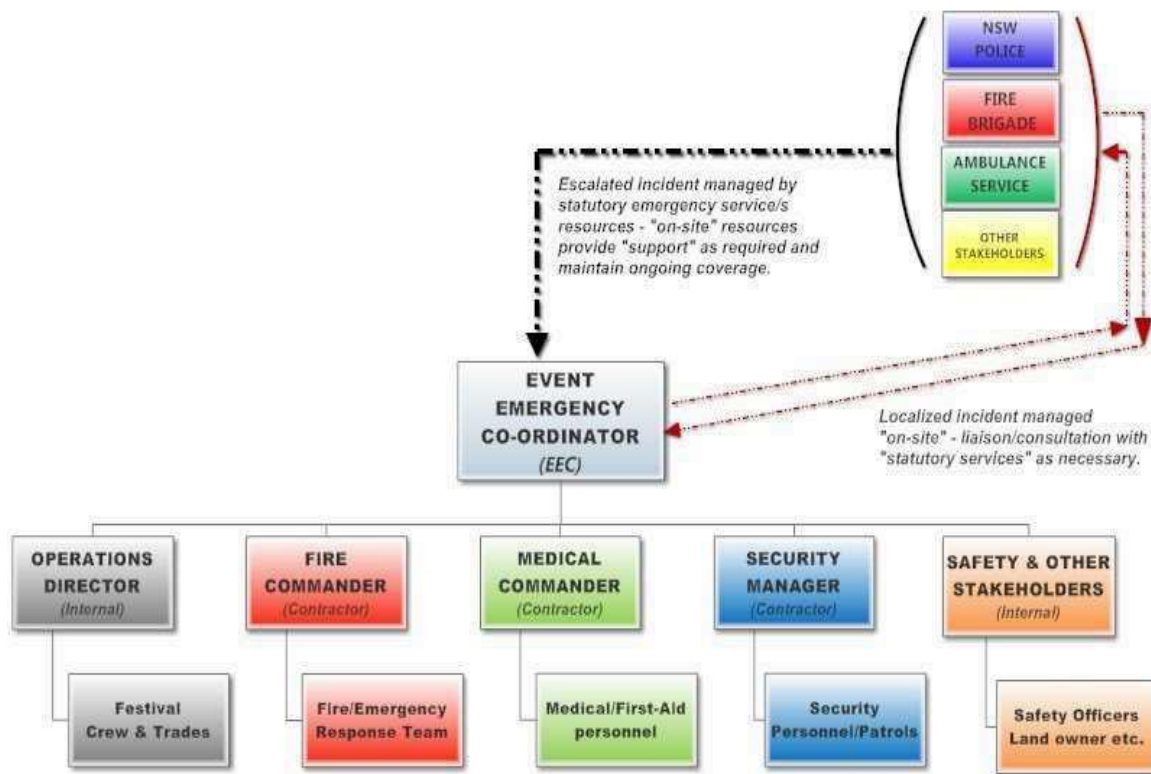 NSW
POLICE
FIRE
BRIGADE
AMBULANCE
SERVICE
OTHER
STAKEHOLDERS
Escalated incident managed by
statutory emergency service/s
resources - "on-site" resources
provide "support" as required and
maintain ongoing coverage.
EVENT
EMERGENCY
CO-ORDINATOR
(EEC)
Localized incident managed
"on-site" - liaison/consultation with
"statutory services" as necessary.
OPERATIONS
DIRECTOR
(Internal)
FIRE
COMMANDER
(Contractor)
MEDICAL
COMMANDER
(Contractor)
SECURITY
MANAGER
(Contractor)
SAFETY & OTHER
STAKEHOLDERS
(Internal)
Festival
Crew & Trades
Fire/Emergency
Response Team
Medical/First-Aid
personnel
Security
Personnel/Patrols
Safety Officers
Land owner etc.